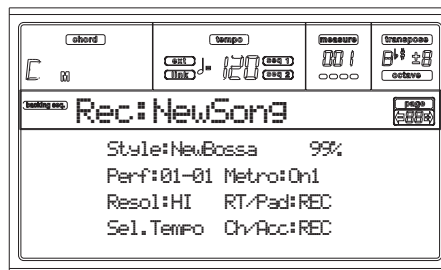 chord tempo measure transpose
C M ext link ♩= 120 seq 1 seq 2 001 B♭# ±8
octave
backing seq. Rec:NewSong page
Style:NewBossa 99%
Perf:01-01 Metro:On1
Resol:HI RT/Pad:REC
Sel.Tempo Ch/Acc:REC